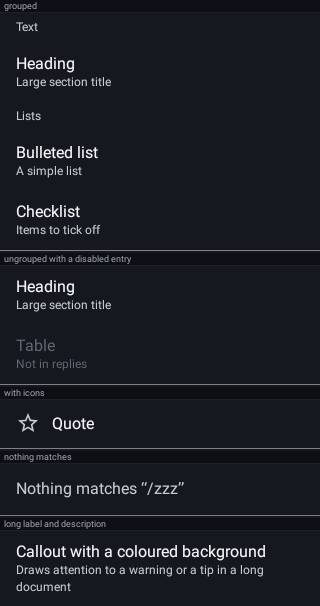 grouped
Text
Heading
Large section title
Lists
Bulleted list
A simple list
Checklist
Items to tick off
ungrouped with a disabled entry
Heading
Large section title
Table
Not in replies
with icons
Quote
nothing matches
Nothing matches “/zzz”
long label and description
Callout with a coloured background
Draws attention to a warning or a tip in a long
document